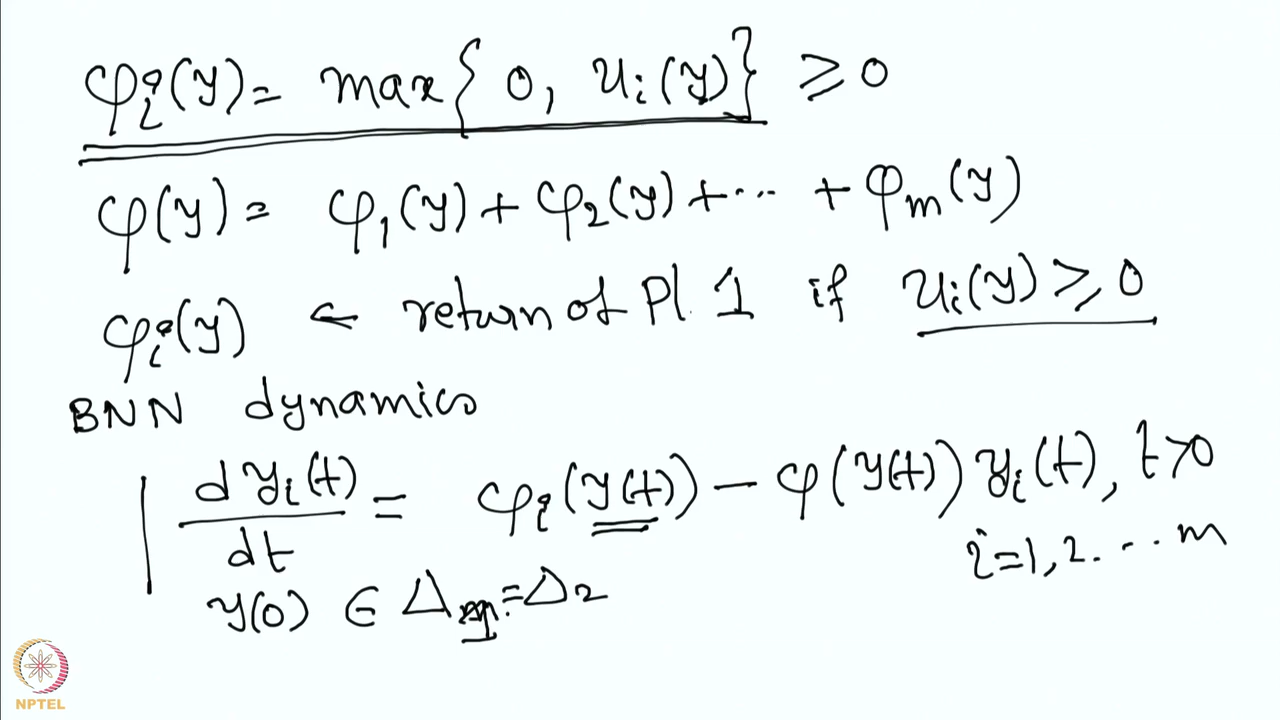 φᵢ(y) = max{ 0, uᵢ(y)} ⩾ 0
φ(y) = φ₁(y) + φ₂(y) + ··· + φₘ(y)
φᵢ(y) ← return of Pl. 1 if uᵢ(y) ⩾ 0
BNN dynamics
dyᵢ(t)/dt = φᵢ(y(t)) − φ(y(t)) yᵢ(t), t>0
i=1,2...m
y(0) ∈ Δ = Δ₂
NPTEL